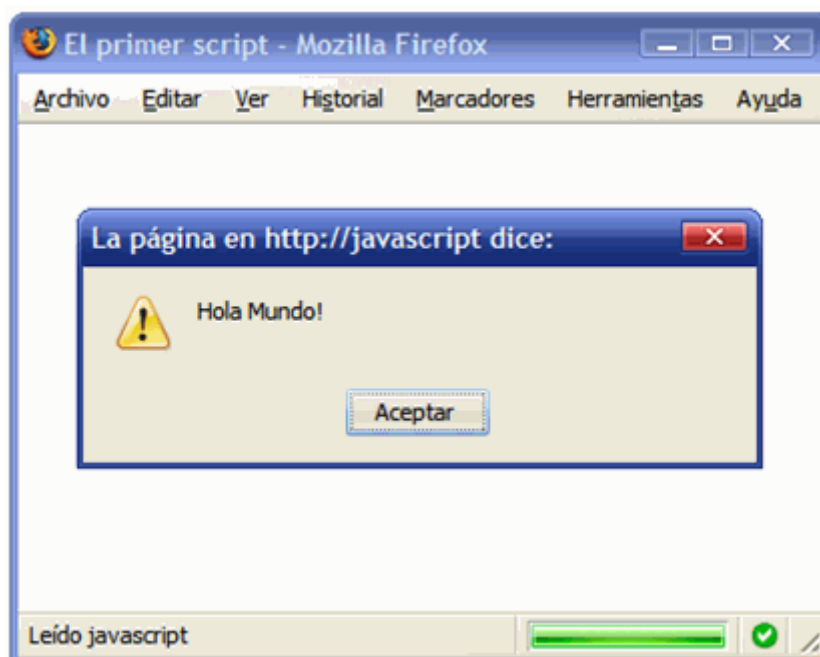 El primer script - Mozilla Firefox
Archivo Editar Ver Historial Marcadores Herramientas Ayuda
La página en http://javascript dice:
Hola Mundo!
Aceptar
Leído javascript